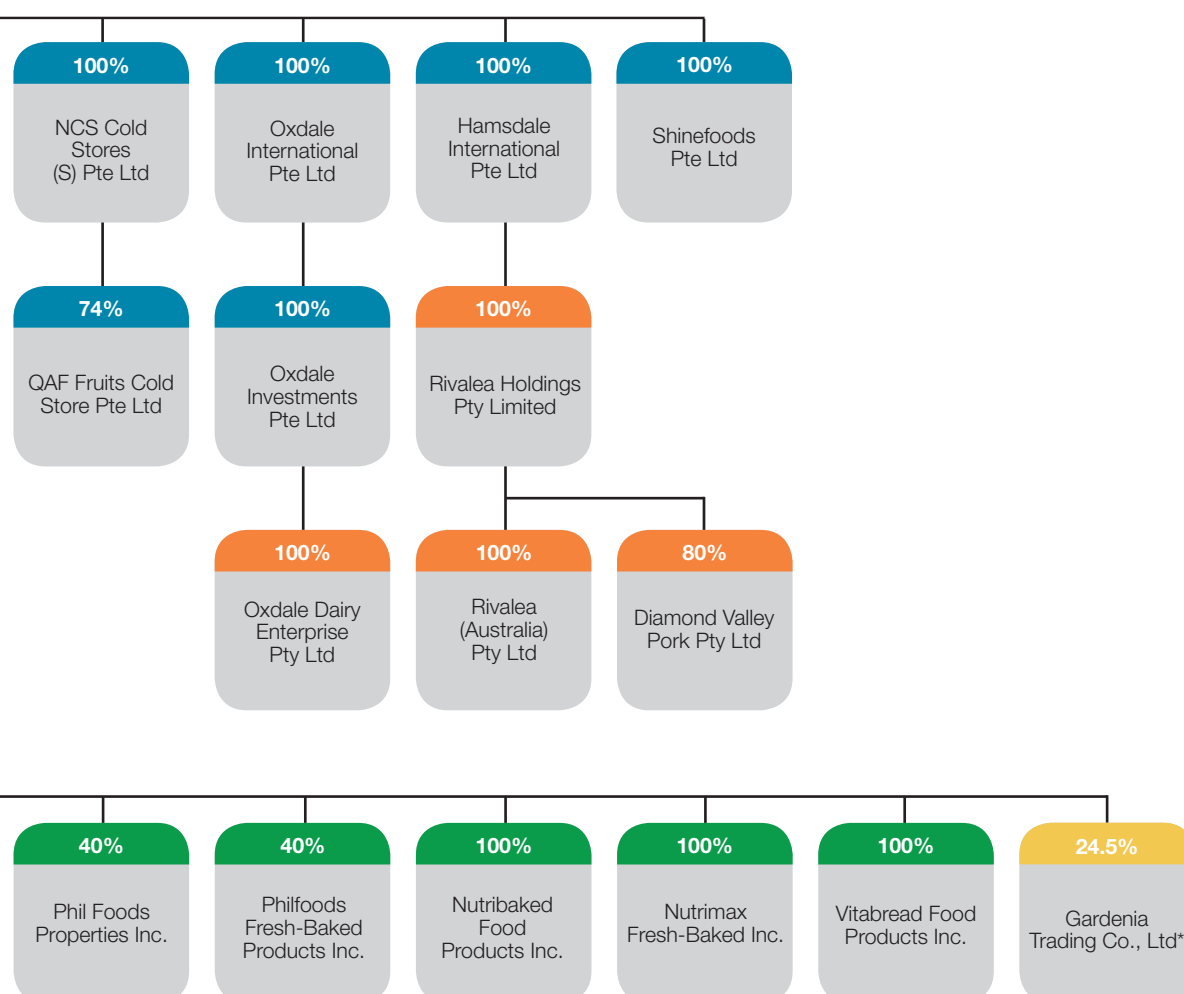 100%
NCS Cold
Stores
(S) Pte Ltd
100%
Oxdale
International
Pte Ltd
100%
Hamsdale
International
Pte Ltd
100%
Shinefoods
Pte Ltd
74%
QAF Fruits Cold
Store Pte Ltd
100%
Oxdale
Investments
Pte Ltd
100%
Rivalea Holdings
Pty Limited
100%
Oxdale Dairy
Enterprise
Pty Ltd
100%
Rivalea
(Australia)
Pty Ltd
80%
Diamond Valley
Pork Pty Ltd
40%
Phil Foods
Properties Inc.
40%
Philfoods
Fresh-Baked
Products Inc.
100%
Nutribaked
Food
Products Inc.
100%
Nutrimax
Fresh-Baked Inc.
100%
Vitabread Food
Products Inc.
24.5%
Gardenia
Trading Co., Ltd*